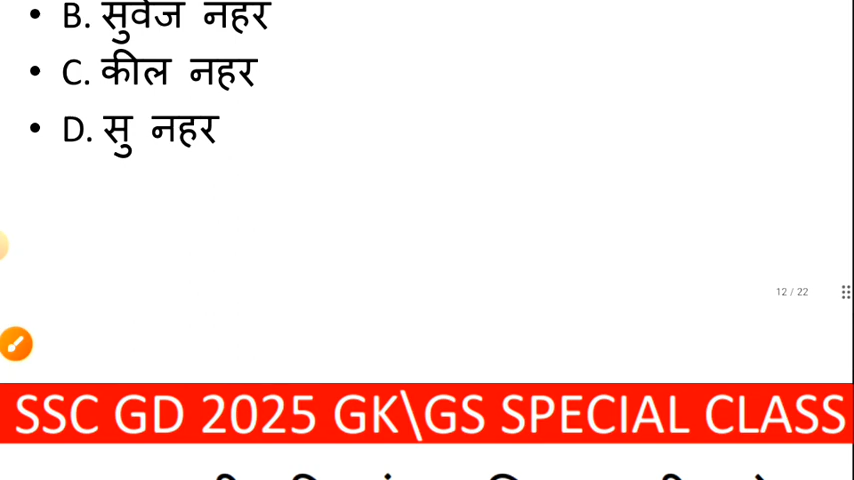 • B. सुवेज नहर
• C. कील नहर
• D. सु नहर
12 / 22
SSC GD 2025 GK\GS SPECIAL CLASS